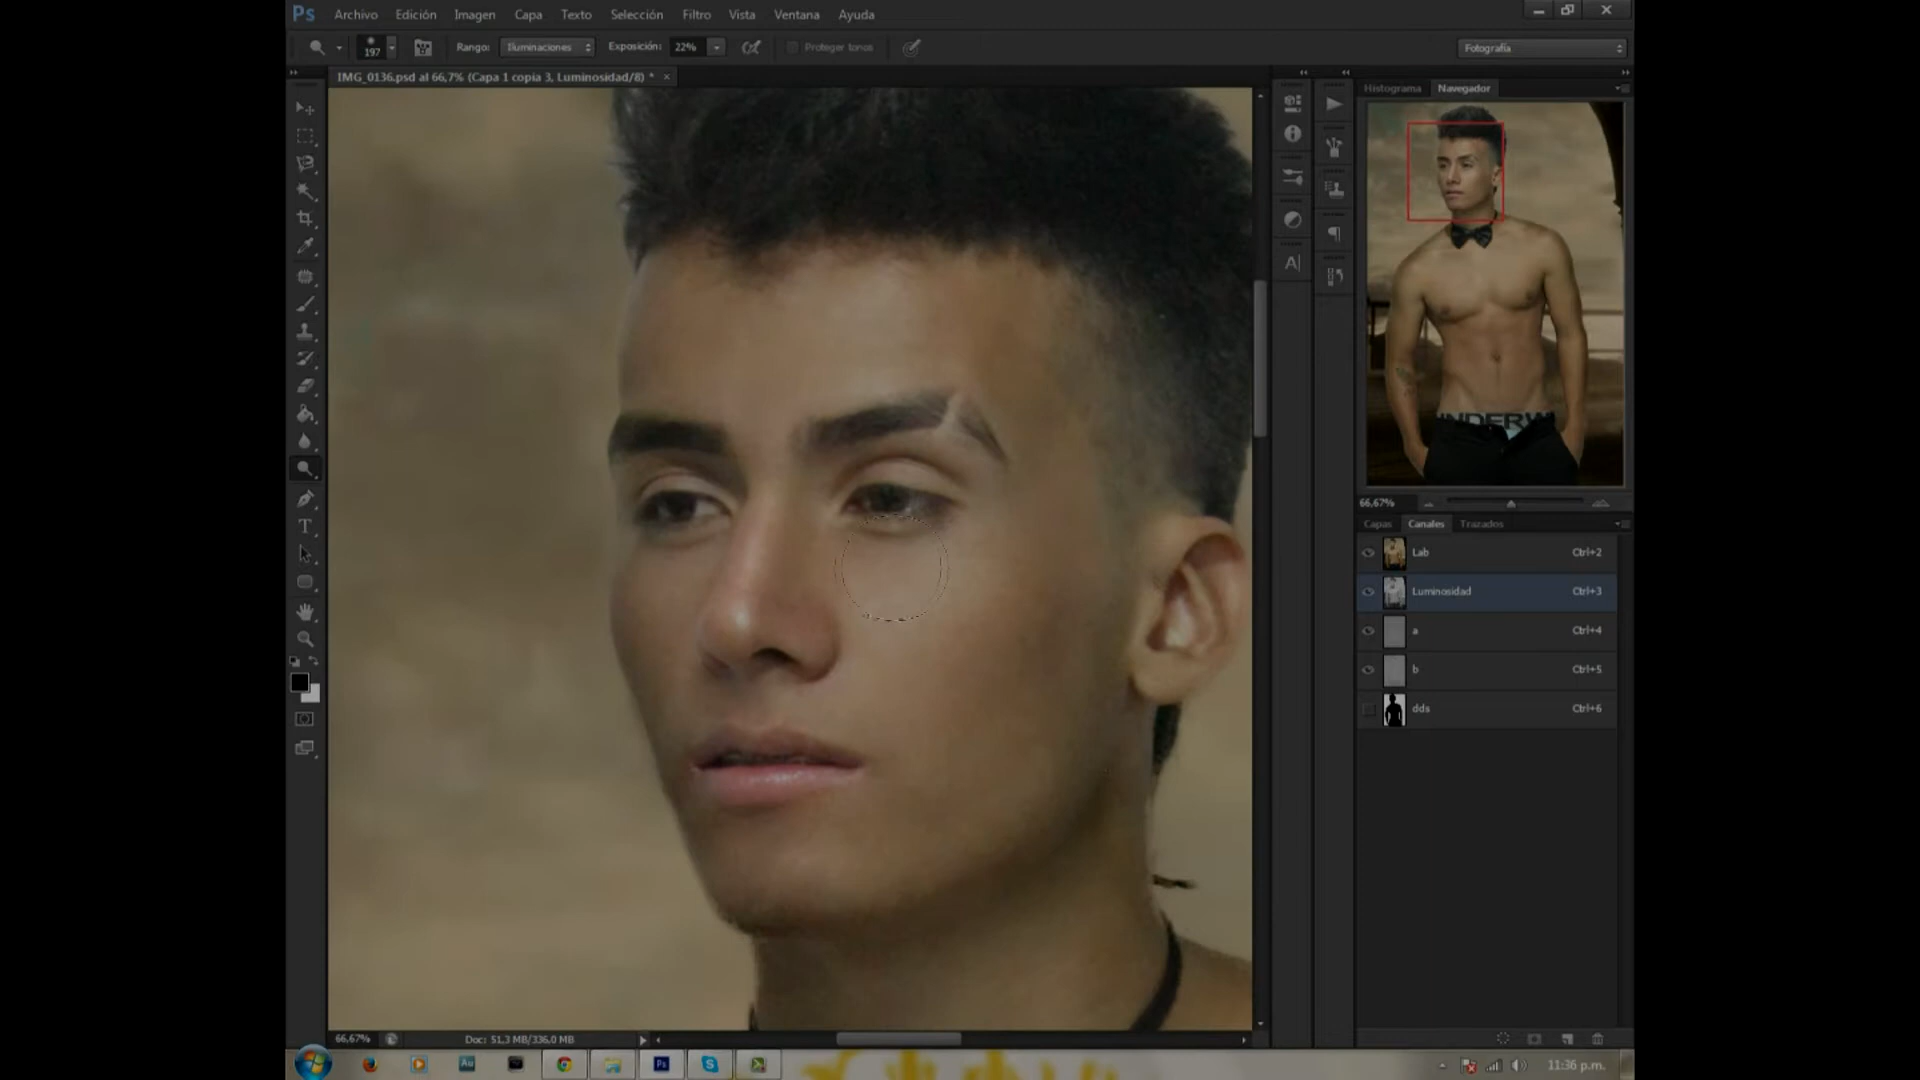 Ps Archivo Edición Imagen Capa Texto Selección Filtro Vista Ventana Ayuda
197 Rango: Iluminaciones Exposición: 22% Proteger tonos Fotografía
IMG_0136.psd al 66,7% (Capa 1 copia 3, Luminosidad/8) * ×
Histograma Navegador
UNDERW
66,67%
Capas Canales Trazados
Lab Ctrl+2
Luminosidad Ctrl+3
a Ctrl+4
b Ctrl+5
dds Ctrl+6
66,67% Doc: 51,3 MB/336,0 MB
Au Ps 11:36 p.m.